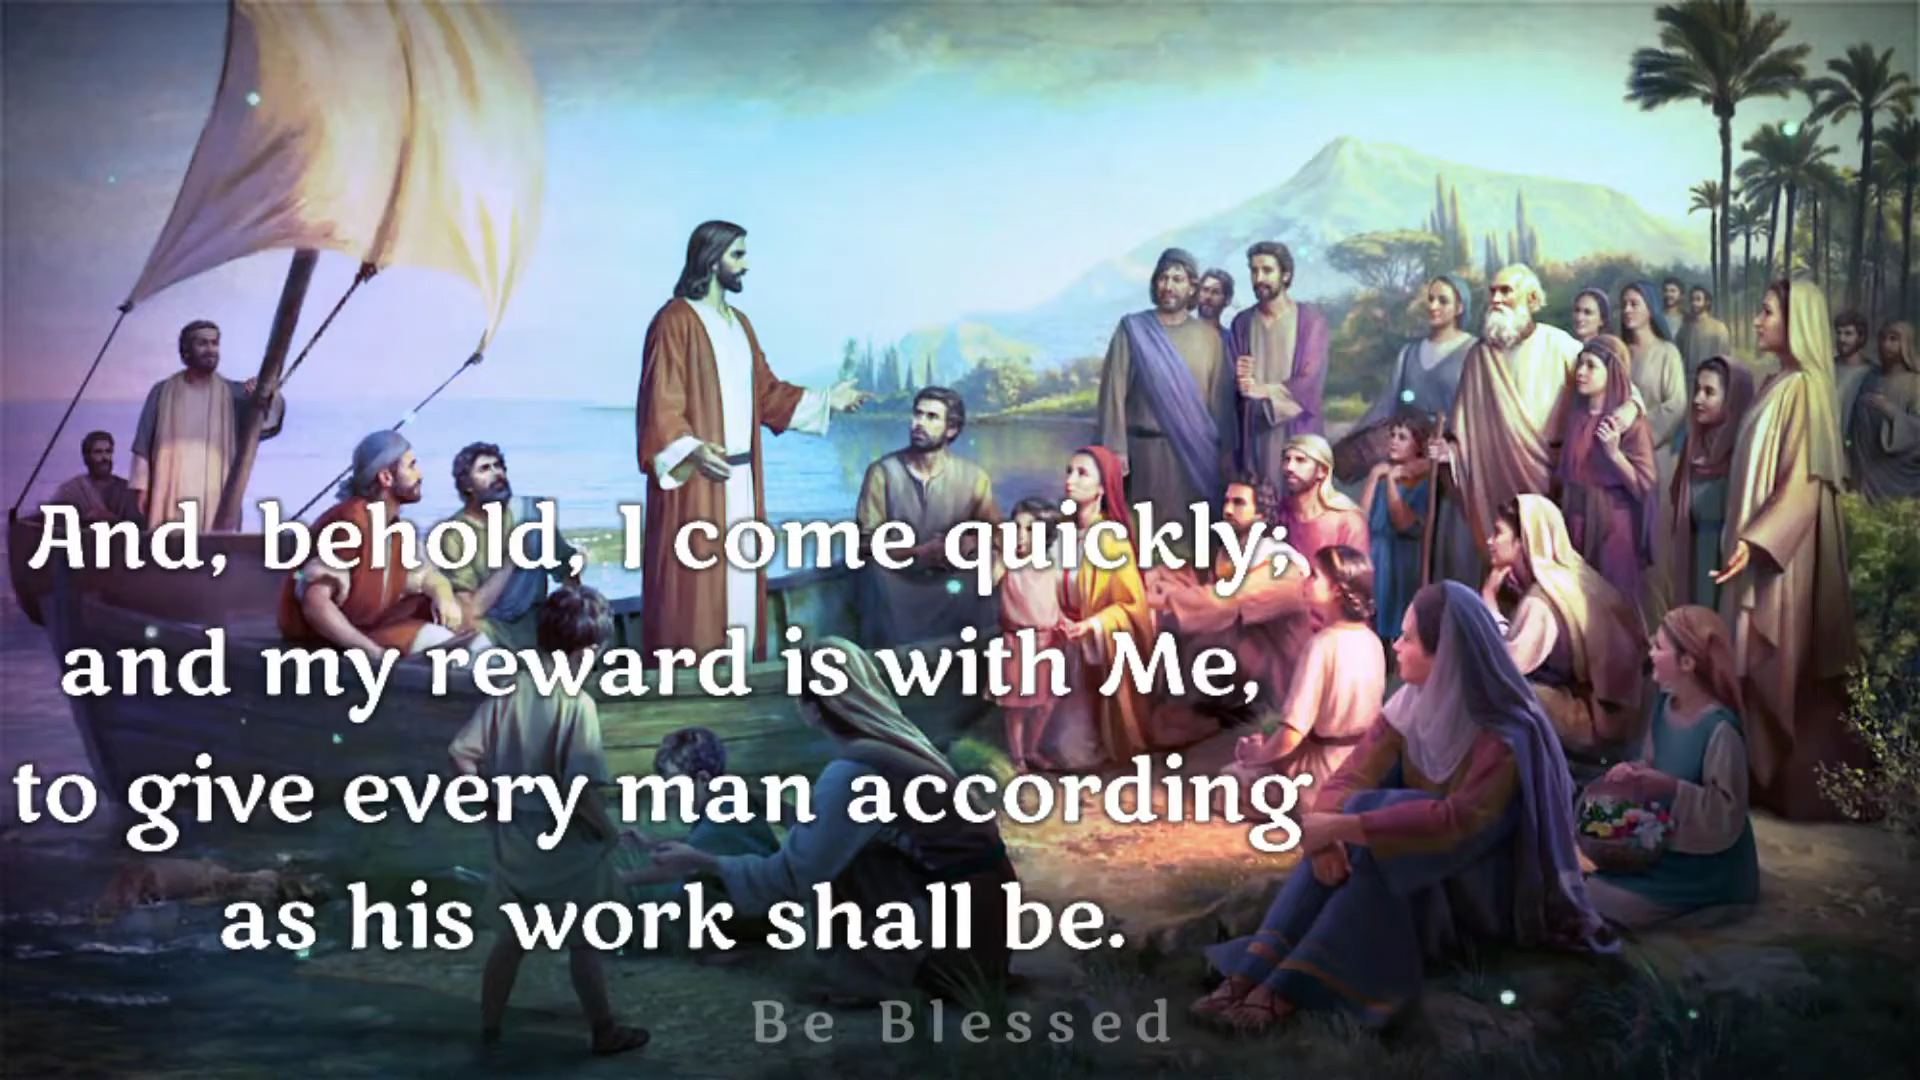 And, behold, I come quickly;
and my reward is with Me,
to give every man according
as his work shall be.
Be Blessed